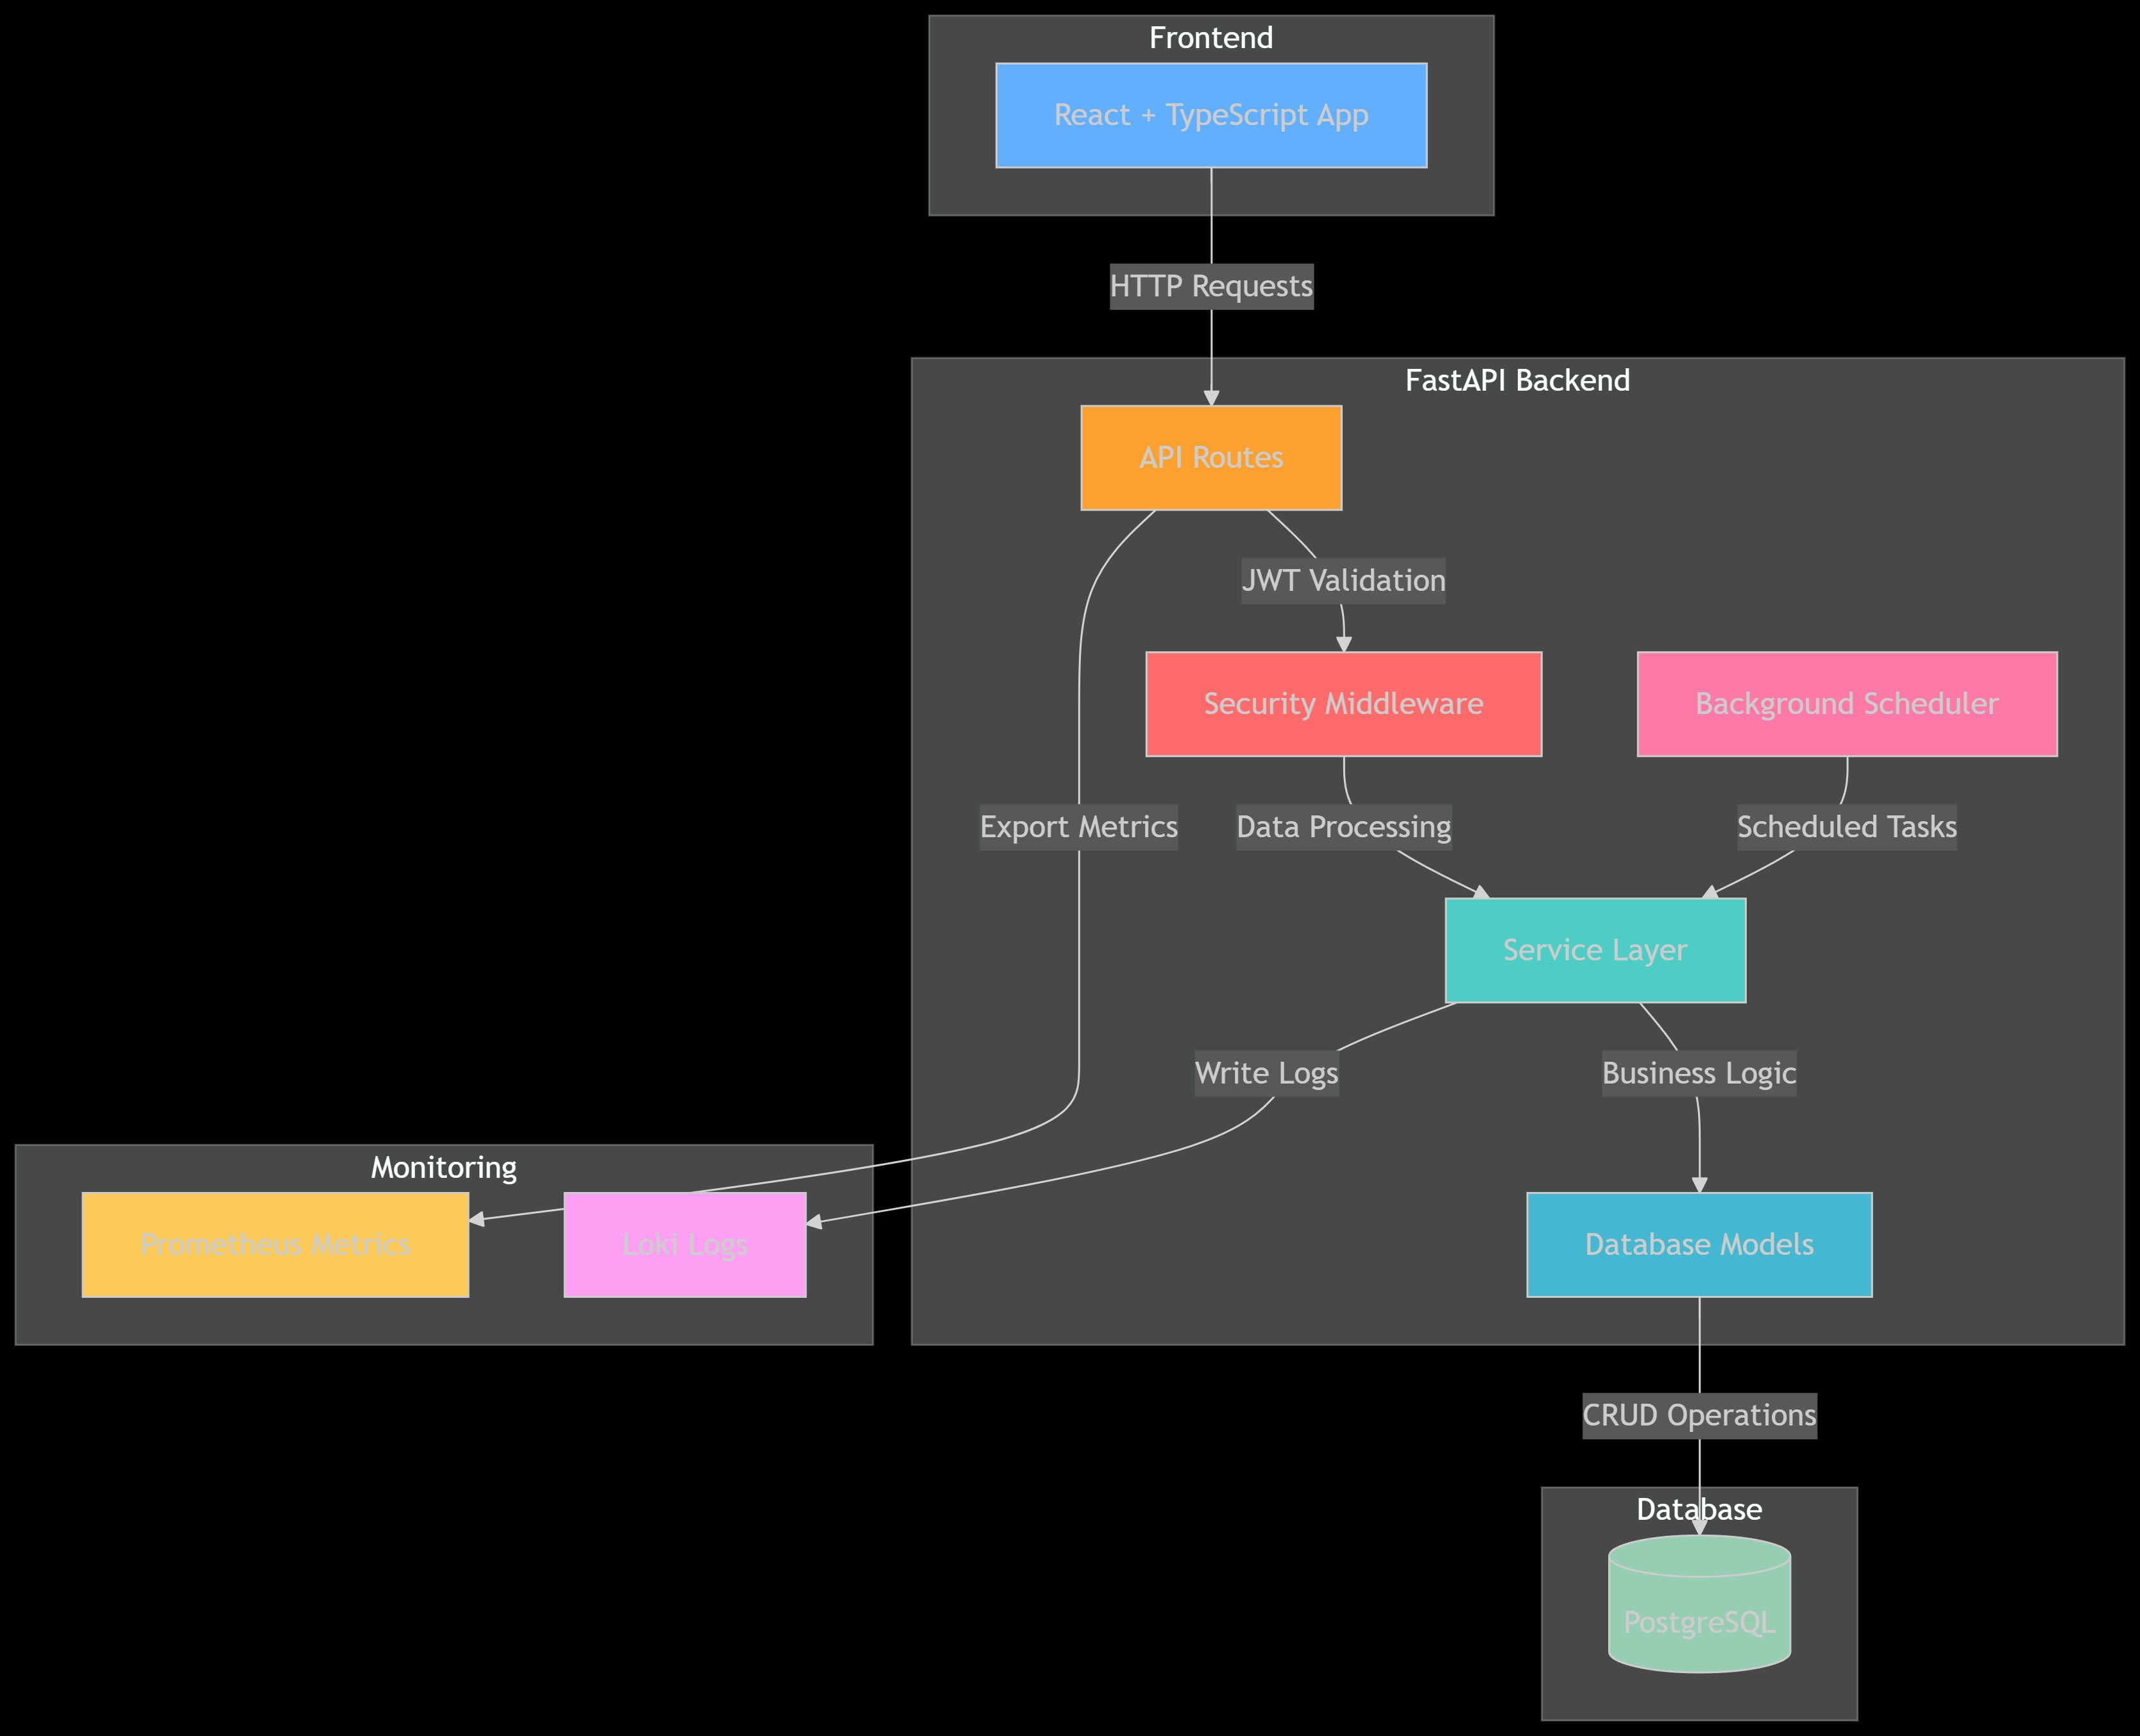 Frontend
React + TypeScript App
HTTP Requests
FastAPI Backend
API Routes
JWT Validation
Security Middleware
Background Scheduler
Export Metrics
Data Processing
Scheduled Tasks
Service Layer
Write Logs
Business Logic
Monitoring
Prometheus Metrics
Loki Logs
Database Models
CRUD Operations
Database
PostgreSQL